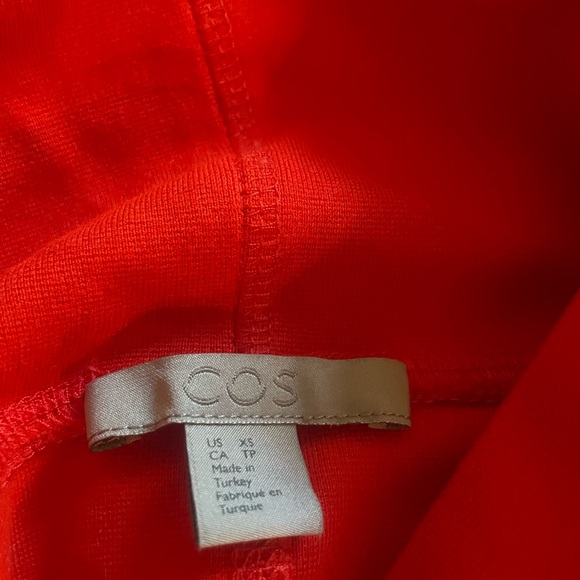 COS
US XS
CA TP
Made in
Turkey
Fabriqué en
Turquie